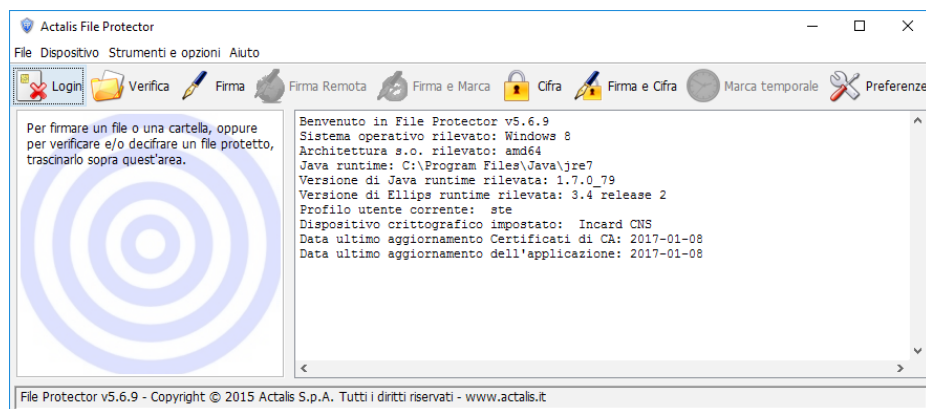 Actalis File Protector
File Dispositivo Strumenti e opzioni Aiuto
Login Verifica Firma Firma Remota Firma e Marca Cifra Firma e Cifra Marca temporale Preferenze
Per firmare un file o una cartella, oppure
per verificare e/o decifrare un file protetto,
trascinarlo sopra quest'area.
Benvenuto in File Protector v5.6.9
Sistema operativo rilevato: Windows 8
Architettura s.o. rilevato: amd64
Java runtime: C:\Program Files\Java\jre7
Versione di Java runtime rilevata: 1.7.0_79
Versione di Ellips runtime rilevata: 3.4 release 2
Profilo utente corrente: ste
Dispositivo crittografico impostato: Incard CNS
Data ultimo aggiornamento Certificati di CA: 2017-01-08
Data ultimo aggiornamento dell'applicazione: 2017-01-08
File Protector v5.6.9 - Copyright © 2015 Actalis S.p.A. Tutti i diritti riservati - www.actalis.it